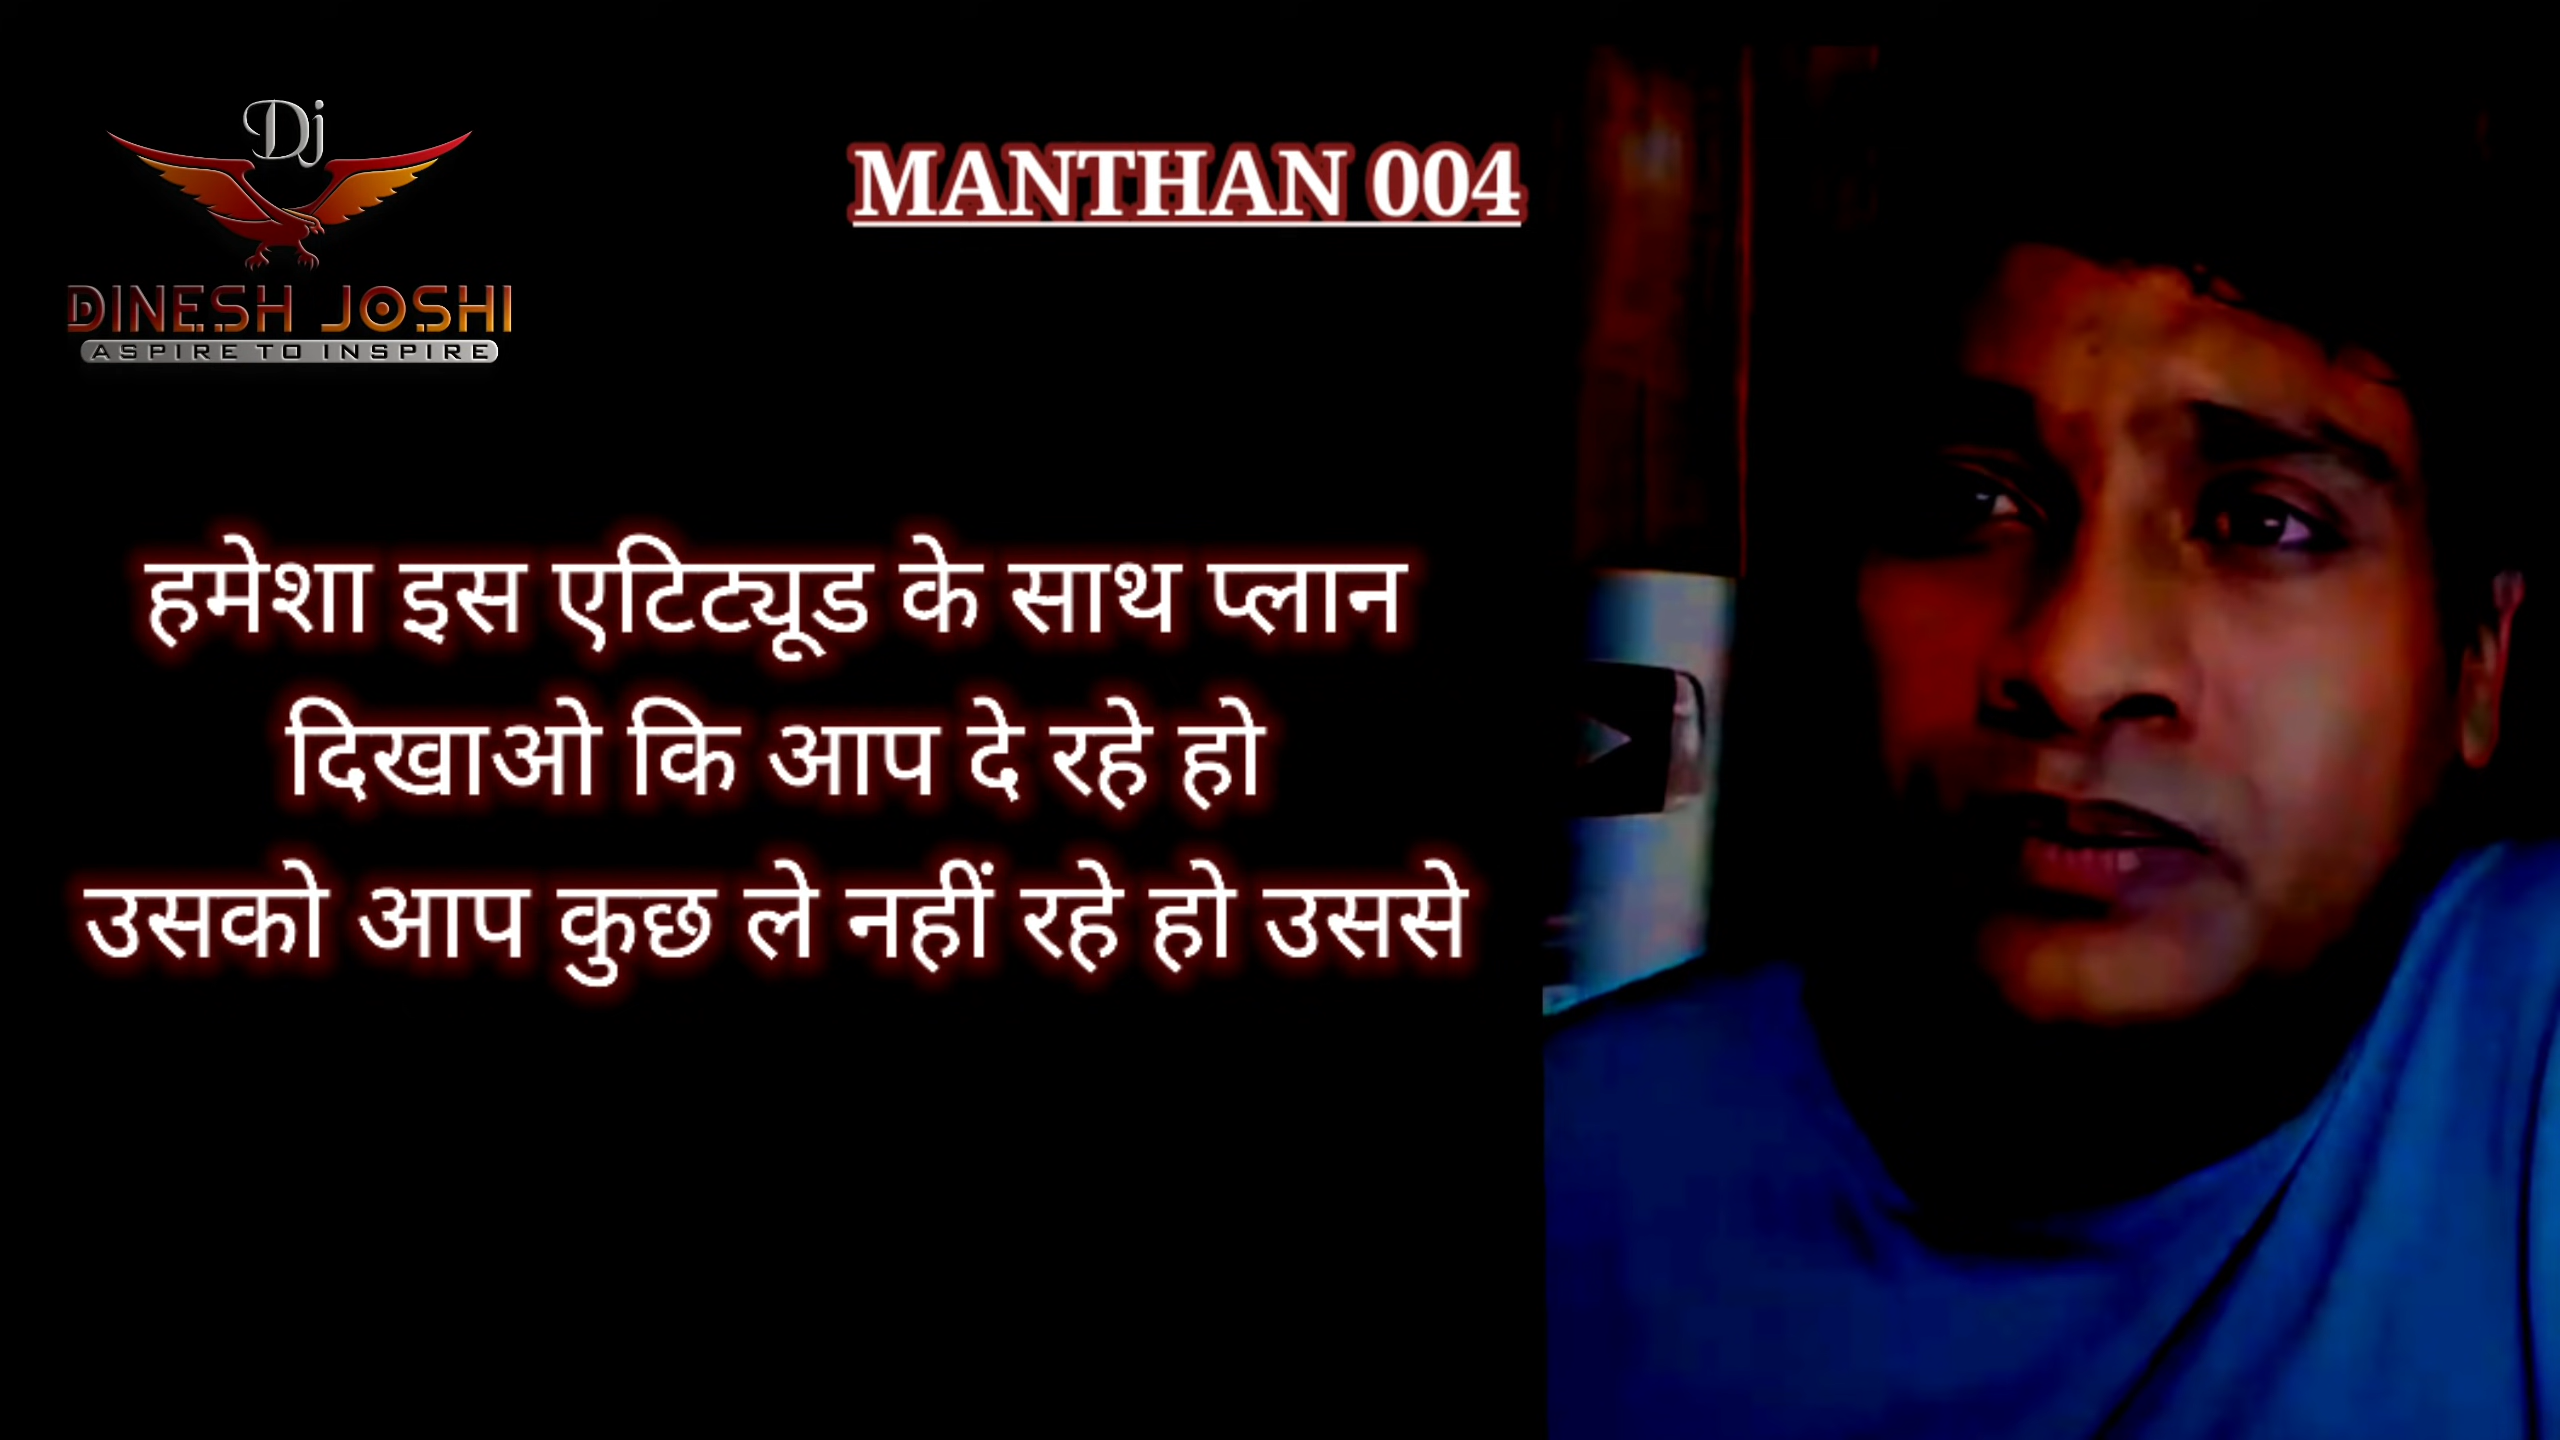 Dj
DINESH JOSHI
ASPIRE TO INSPIRE
MANTHAN 004
हमेशा इस एटिट्यूड के साथ प्लान
दिखाओ कि आप दे रहे हो
उसको आप कुछ ले नहीं रहे हो उससे